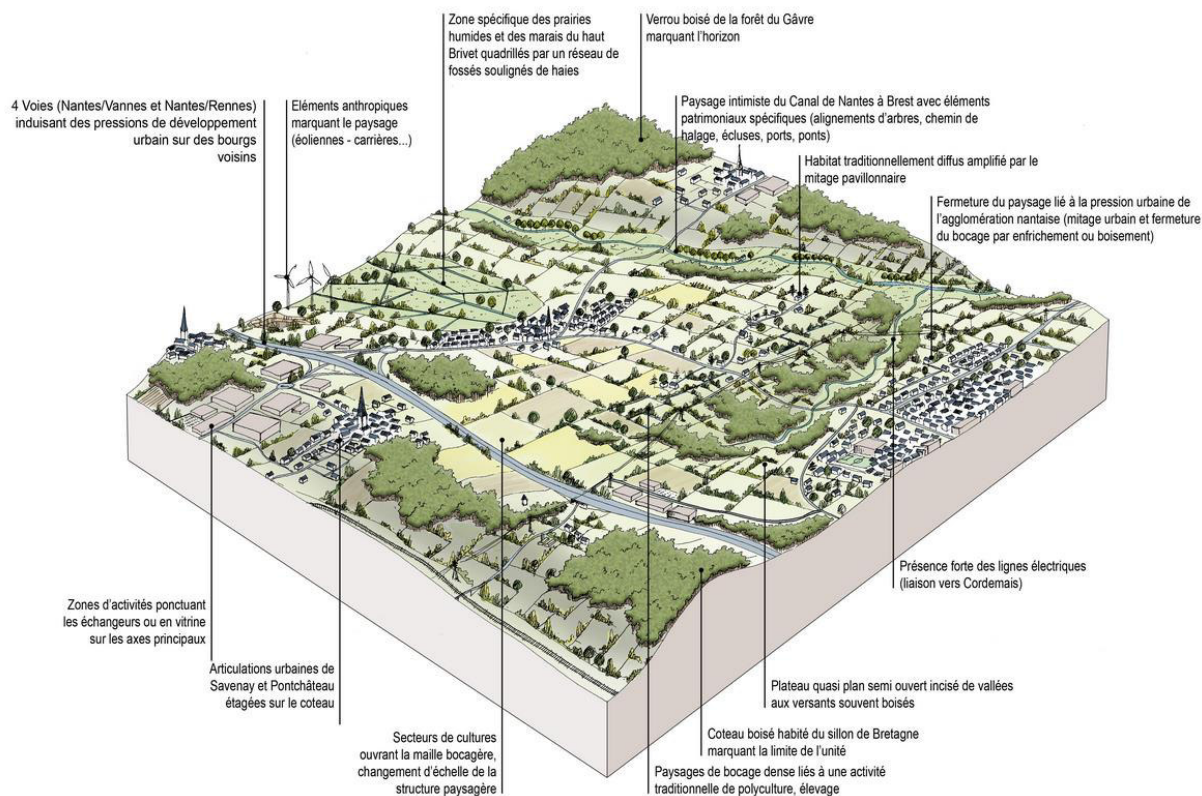 Zone spécifique des prairies
humides et des marais du haut
Brivet quadrillés par un réseau de
fossés soulignés de haies
Verrou boisé de la forêt du Gâvre
marquant l'horizon
4 Voies (Nantes/Vannes et Nantes/Rennes)
induisant des pressions de développement
urbain sur des bourgs
voisins
Eléments anthropiques
marquant le paysage
(éoliennes - carrières...)
Paysage intimiste du Canal de Nantes à Brest avec éléments
patrimoniaux spécifiques (alignements d'arbres, chemin de
halage, écluses, ports, ponts)
Habitat traditionnellement diffus amplifié par le
mitage pavillonnaire
Fermeture du paysage lié à la pression urbaine de
l'agglomération nantaise (mitage urbain et fermeture
du bocage par enfrichement ou boisement)
Présence forte des lignes électriques
(liaison vers Cordemais)
Zones d'activités ponctuant
les échangeurs ou en vitrine
sur les axes principaux
Articulations urbaines de
Savenay et Pontchâteau
étagées sur le coteau
Plateau quasi plan semi ouvert incisé de vallées
aux versants souvent boisés
Secteurs de cultures
ouvrant la maille bocagère,
changement d'échelle de la
structure paysagère
Coteau boisé habité du sillon de Bretagne
marquant la limite de l'unité
Paysages de bocage dense liés à une activité
traditionnelle de polyculture, élevage